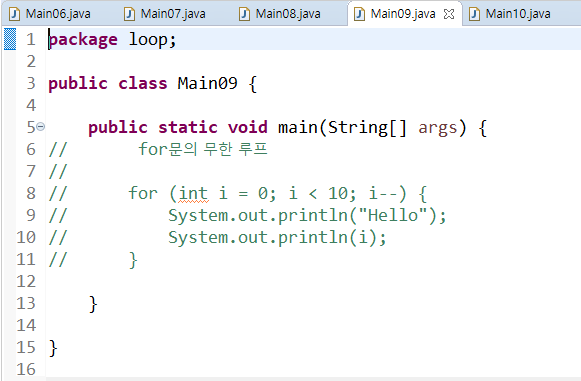 Main06.java Main07.java Main08.java Main09.java Main10.java
1 package loop;
2
3 public class Main09 {
4
5 public static void main(String[] args) {
6 // for문의 무한 루프
7 //
8 // for (int i = 0; i < 10; i--) {
9 // System.out.println("Hello");
10 // System.out.println(i);
11 // }
12
13 }
14
15 }
16